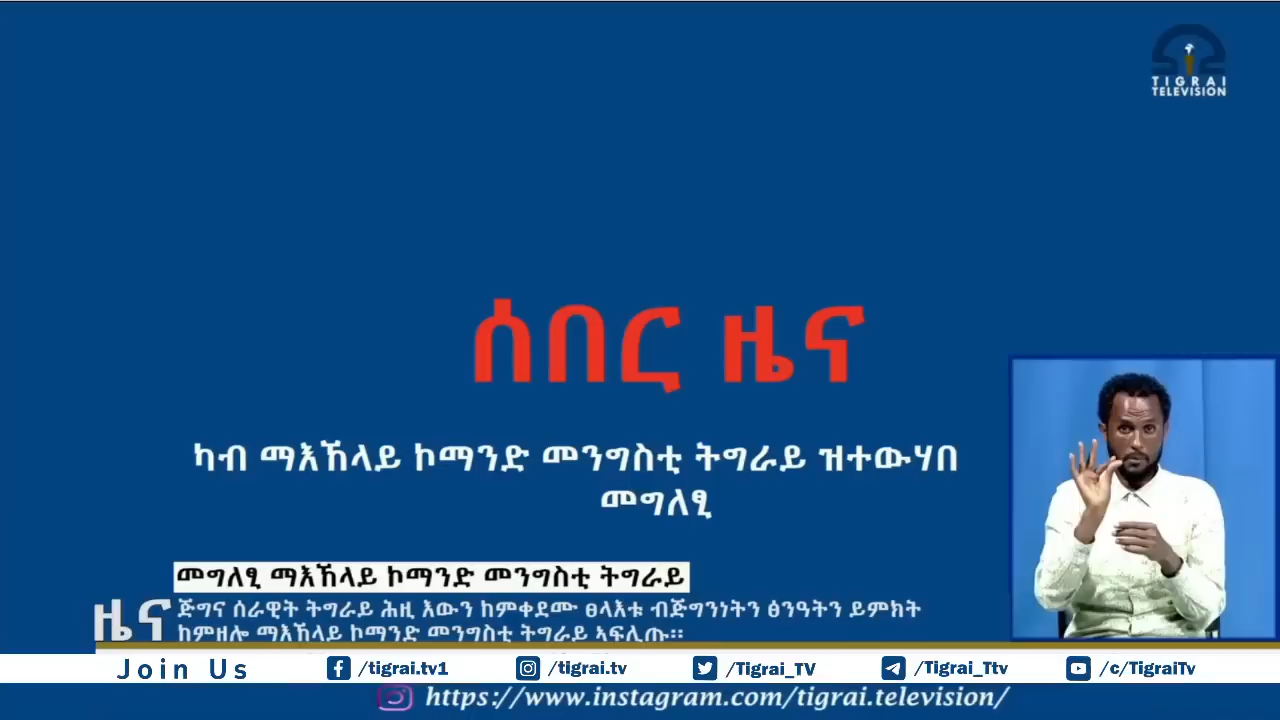 TIGRAI
TELEVISION
ሰበር ዜና
ካብ ማእኸላይ ኮማንድ መንግስቲ ትግራይ ዝተውሃበ
መግለፂ
መግለፂ ማእኸላይ ኮማንድ መንግስቲ ትግራይ
ዜና
ጅግና ሰራዊት ትግራይ ሕዚ እውን ከምቀደሙ ፀላእቱ ብጅግንነትን ፅንዓትን ይምክት
ከምዘሎ ማእኸላይ ኮማንድ መንግስቲ ትግራይ ኣፍሊጡ።
Join Us /tigrai.tv1 /tigrai.tv /Tigrai_TV /Tigrai_Ttv /c/TigraiTv
https://www.instagram.com/tigrai.television/